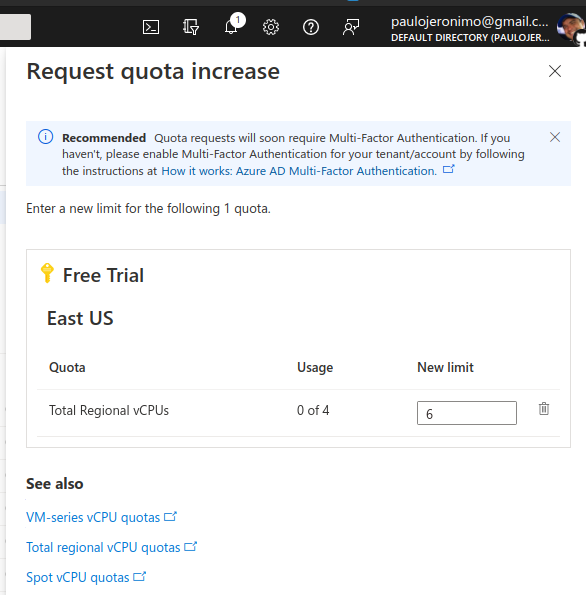 1
paulojeronimo@gmail.c...
DEFAULT DIRECTORY (PAULOJER...
Request quota increase
Recommended Quota requests will soon require Multi-Factor Authentication. If you
haven't, please enable Multi-Factor Authentication for your tenant/account by following
the instructions at How it works: Azure AD Multi-Factor Authentication.
Enter a new limit for the following 1 quota.
Free Trial
East US
Quota Usage New limit
Total Regional vCPUs 0 of 4 6
See also
VM-series vCPU quotas
Total regional vCPU quotas
Spot vCPU quotas